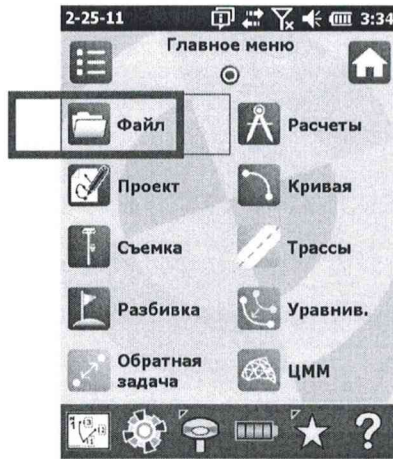 2-25-11 3:34
Главное меню
Файл
Расчеты
Проект
Кривая
Съемка
Трассы
Разбивка
Уравнив.
Обратная
задача
ЦММ
?